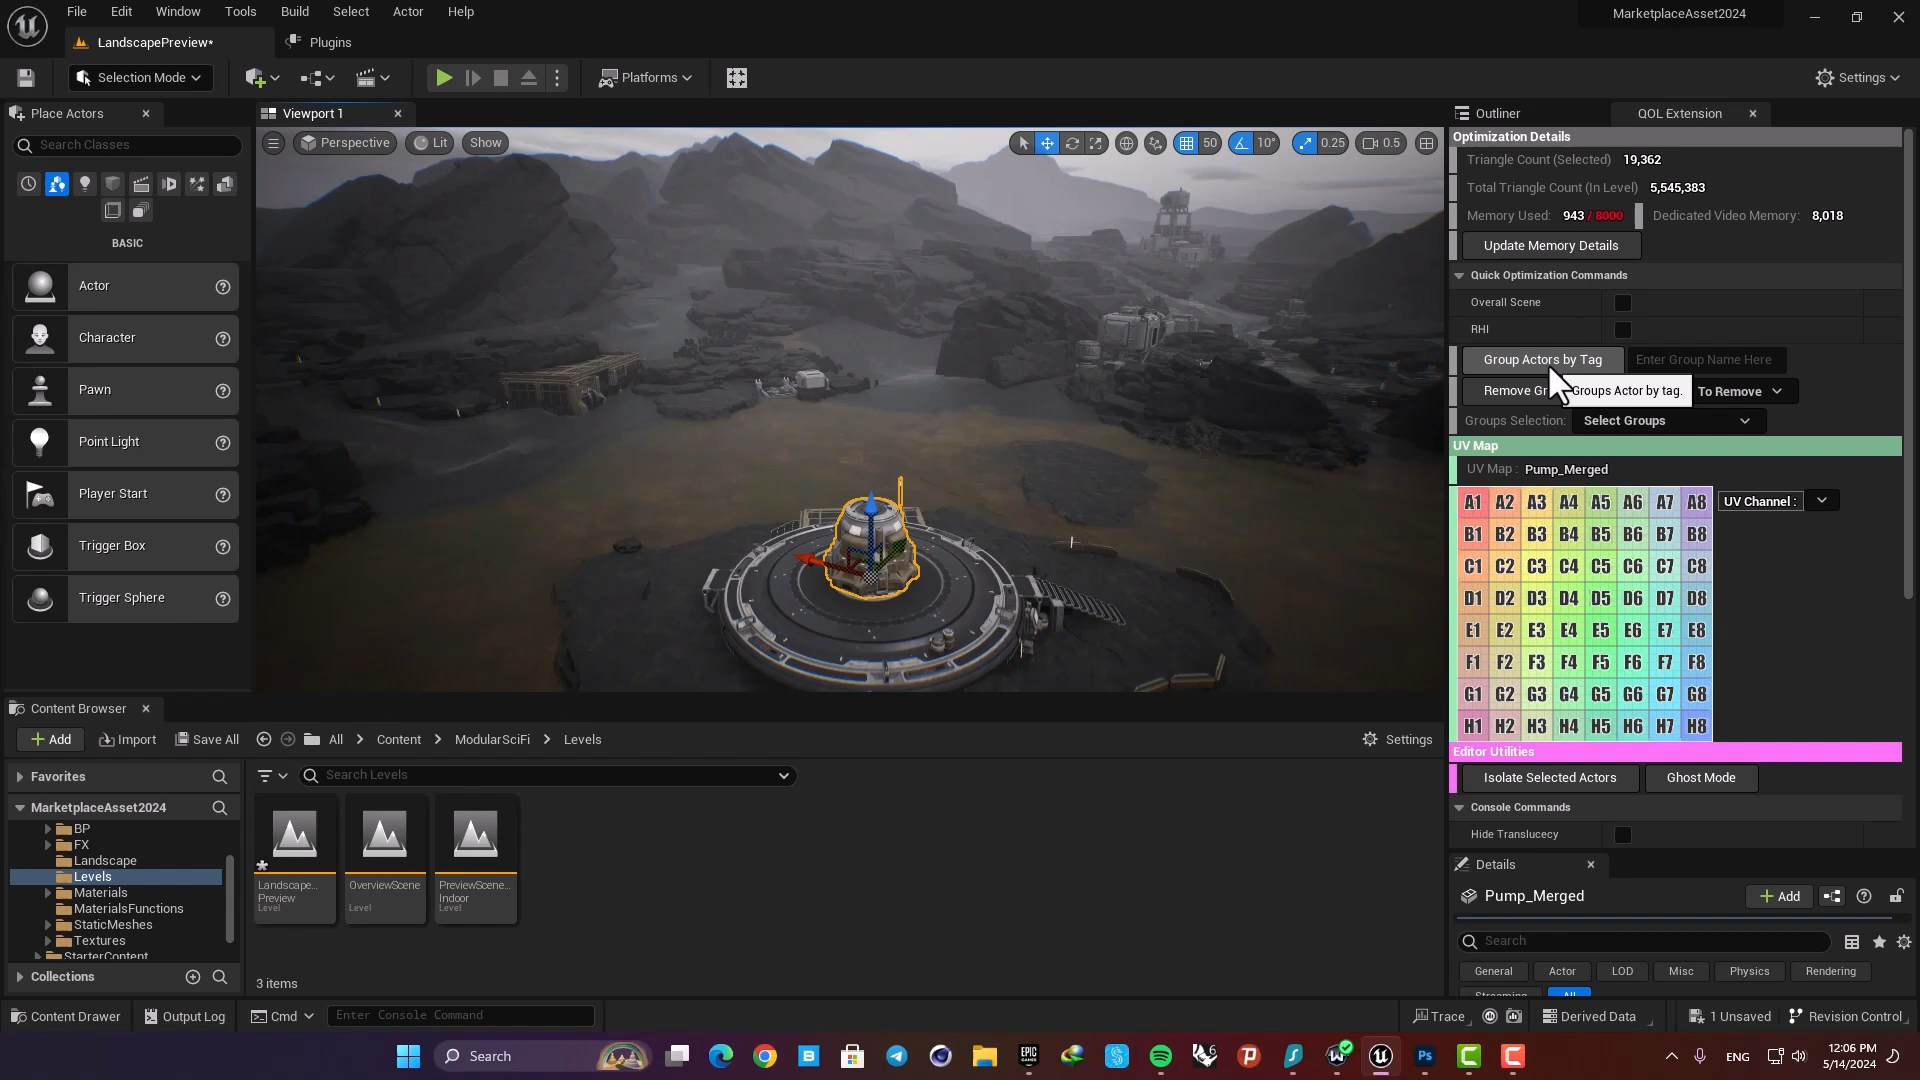 File Edit Window Tools Build Select Actor Help
MarketplaceAsset2024
LandscapePreview*
Plugins
Selection Mode
Platforms
Settings
Place Actors
Search Classes
BASIC
Actor
Character
Pawn
Point Light
Player Start
Trigger Box
Trigger Sphere
Viewport 1
Perspective
Lit
Show
50
10°
0.25
0.5
Outliner
QOL Extension
Optimization Details
Triangle Count (Selected) 19,362
Total Triangle Count (In Level) 5,545,383
Memory Used: 943 / 8000 Dedicated Video Memory: 8,018
Update Memory Details
Quick Optimization Commands
Overall Scene
RHI
Group Actors by Tag
Enter Group Name Here
Remove Gr
Groups Actor by tag.
To Remove
Groups Selection: Select Groups
UV Map
UV Map : Pump_Merged
A1 A2 A3 A4 A5 A6 A7 A8
UV Channel :
B1 B2 B3 B4 B5 B6 B7 B8
C1 C2 C3 C4 C5 C6 C7 C8
D1 D2 D3 D4 D5 D6 D7 D8
E1 E2 E3 E4 E5 E6 E7 E8
F1 F2 F3 F4 F5 F6 F7 F8
G1 G2 G3 G4 G5 G6 G7 G8
H1 H2 H3 H4 H5 H6 H7 H8
Editor Utilities
Isolate Selected Actors
Ghost Mode
Console Commands
Hide Translucecy
Details
Pump_Merged
Add
Search
General Actor LOD Misc Physics Rendering
Streaming All
Content Browser
Add
Import
Save All
All
Content
ModularSciFi
Levels
Settings
Favorites
MarketplaceAsset2024
BP
FX
Landscape
Levels
Materials
MaterialsFunctions
StaticMeshes
Textures
StarterContent
Collections
Search Levels
Landscape...
Preview
Level
OverviewScene
Level
PreviewScene...
Indoor
Level
3 items
Content Drawer
Output Log
Cmd
Enter Console Command
Trace
Derived Data
1 Unsaved
Revision Control
Search
ENG
12:06 PM
5/14/2024